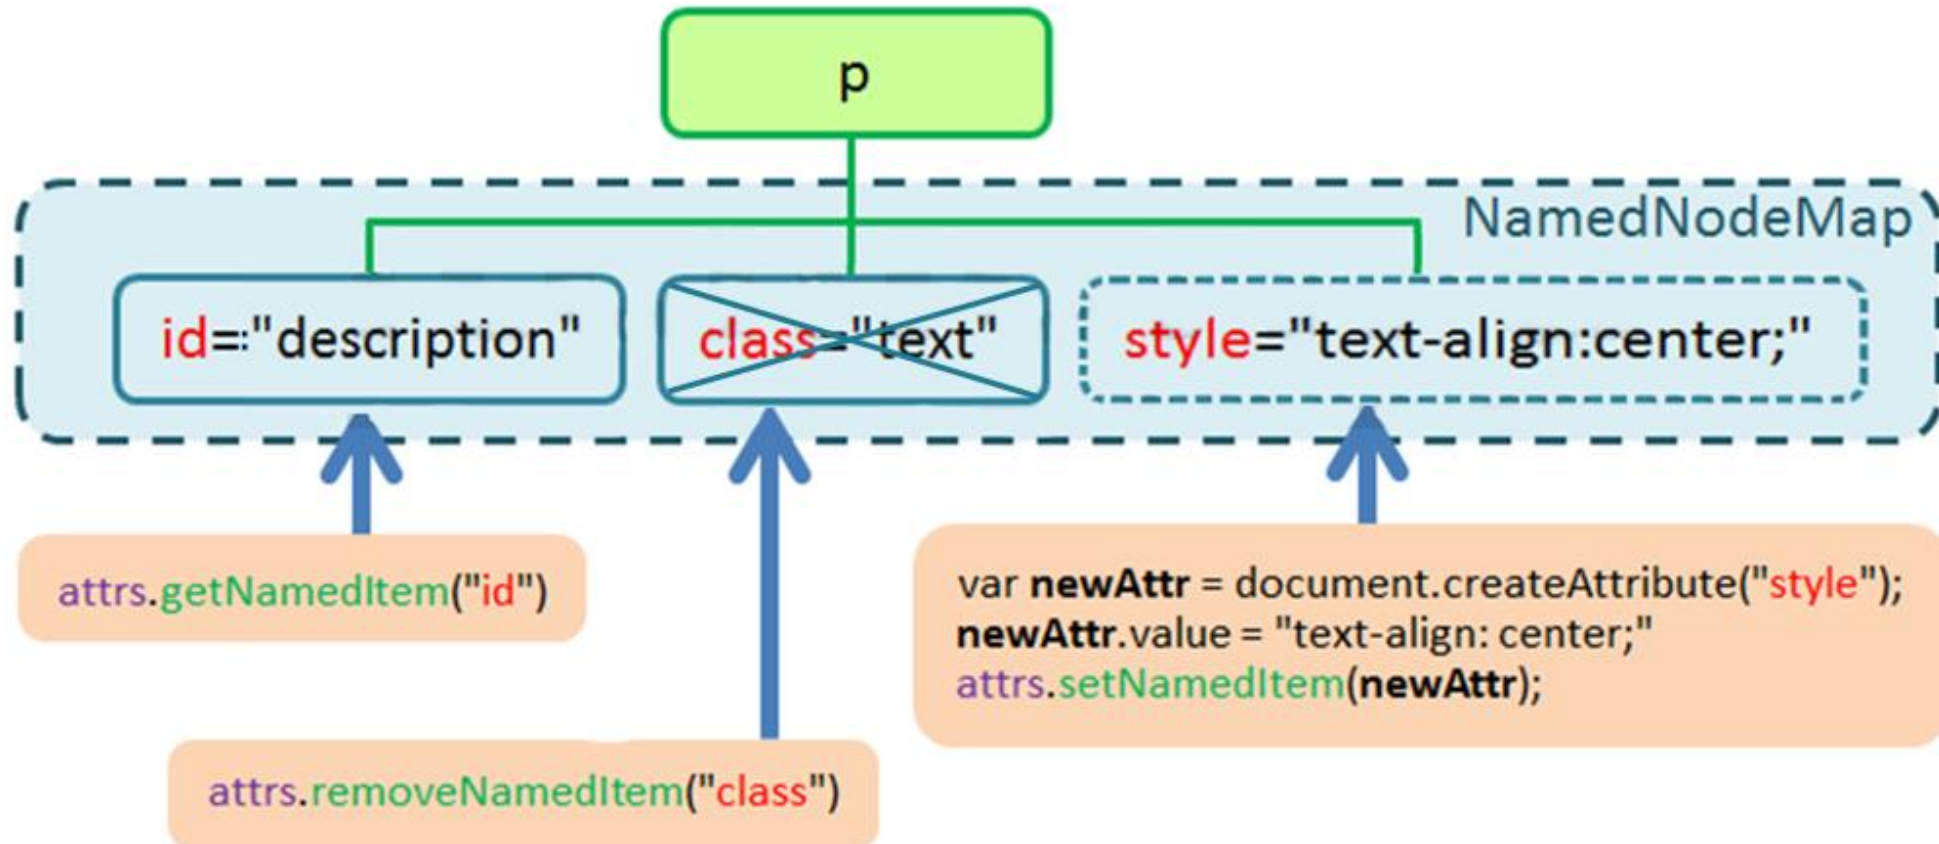 p
NamedNodeMap
id="description"
class="text"
style="text-align:center;"
attrs.getNamedItem("id")
var newAttr = document.createAttribute("style");
newAttr.value = "text-align: center;"
attrs.setNamedItem(newAttr);
attrs.removeNamedItem("class")